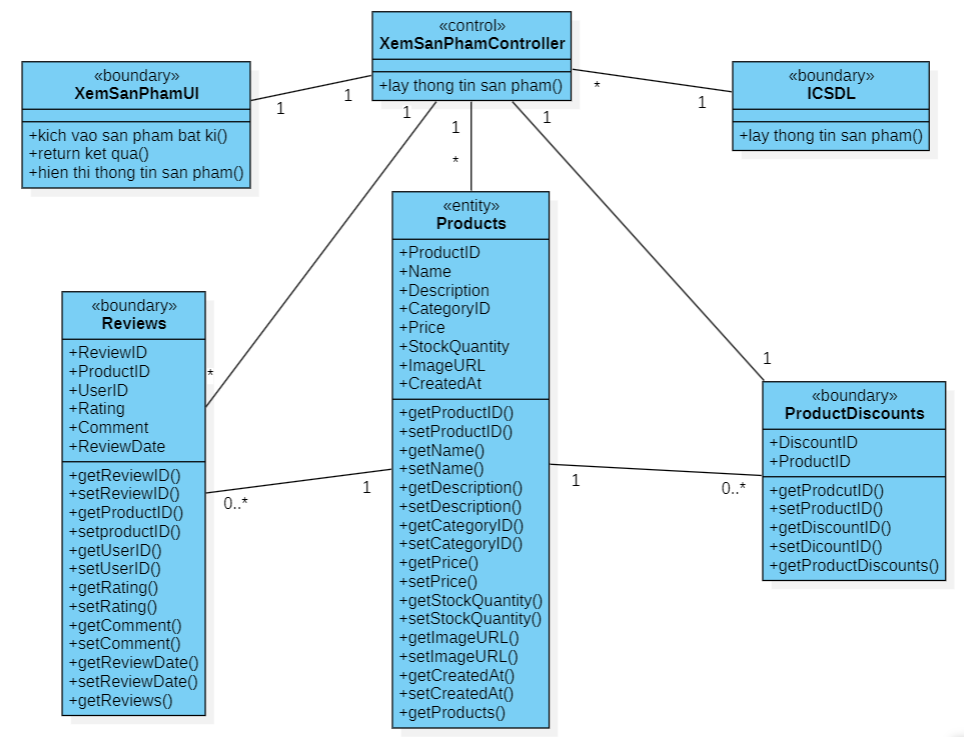 «control»
XemSanPhamController
+lay thong tin san pham()
«boundary»
XemSanPhamUI
+kich vao san pham bat ki()
+return ket qua()
+hien thi thong tin san pham()
«boundary»
ICSDL
+lay thong tin san pham()
1
1
*
1
1
*
1
*
1
1
«entity»
Products
+ProductID
+Name
+Description
+CategoryID
+Price
+StockQuantity
+ImageURL
+CreatedAt
+getProductID()
+setProductID()
+getName()
+setName()
+getDescription()
+setDescription()
+getCategoryID()
+setCategoryID()
+getPrice()
+setPrice()
+getStockQuantity()
+setStockQuantity()
+getImageURL()
+setImageURL()
+getCreatedAt()
+setCreatedAt()
+getProducts()
«boundary»
Reviews
+ReviewID
+ProductID
+UserID
+Rating
+Comment
+ReviewDate
+getReviewID()
+setReviewID()
+getProductID()
+setproductID()
+getUserID()
+setUserID()
+getRating()
+setRating()
+getComment()
+setComment()
+getReviewDate()
+setReviewDate()
+getReviews()
0..*
1
1
0..*
«boundary»
ProductDiscounts
+DiscountID
+ProductID
+getProdcutID()
+setProductID()
+getDiscountID()
+setDicountID()
+getProductDiscounts()